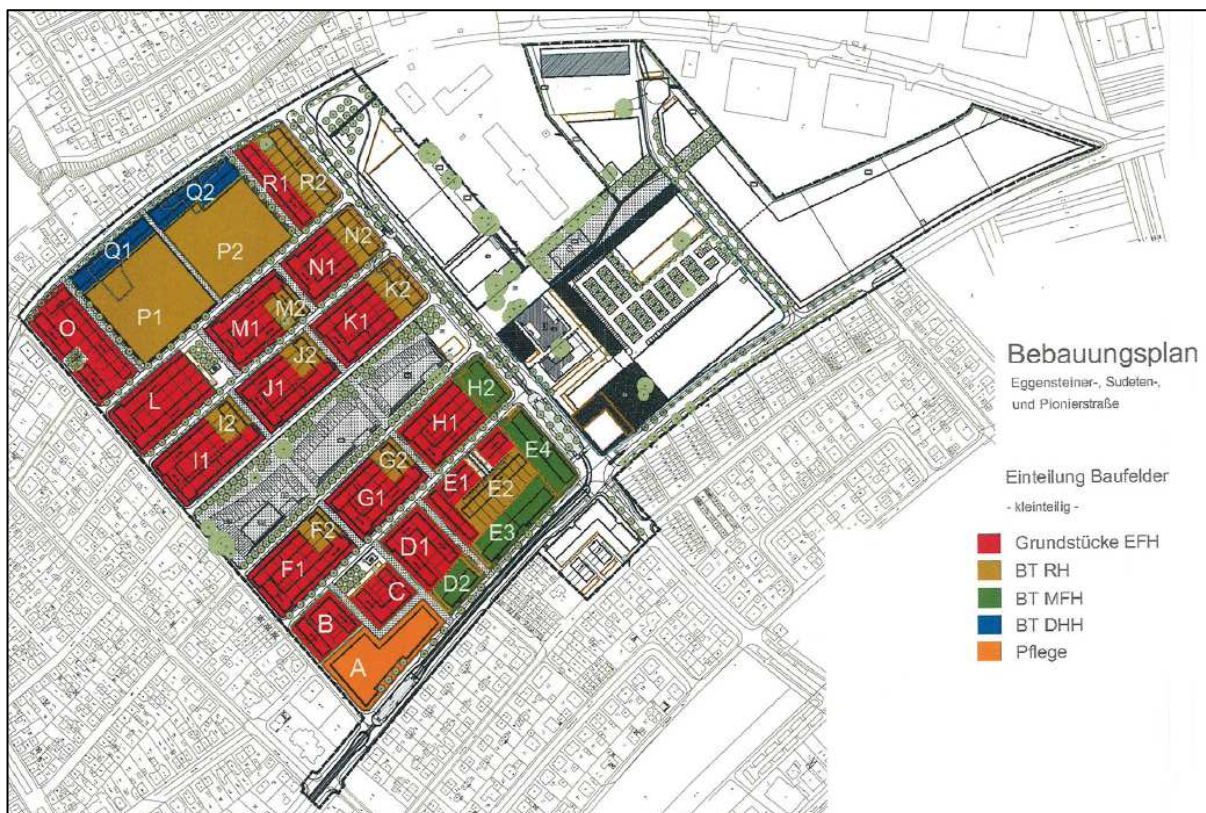 Q2
R1
R2
Q1
P2
N2
N1
K2
O
P1
M2
M1
K1
J2
L
J1
H2
I2
H1
I1
E4
G2
E1
E2
G1
F2
E3
D1
F1
D2
C
B
A
Bebauungsplan
Eggensteiner-, Sudeten-,
und Pionierstraße
Einteilung Baufelder
- kleinteilig -
Grundstücke EFH
BT RH
BT MFH
BT DHH
Pflege